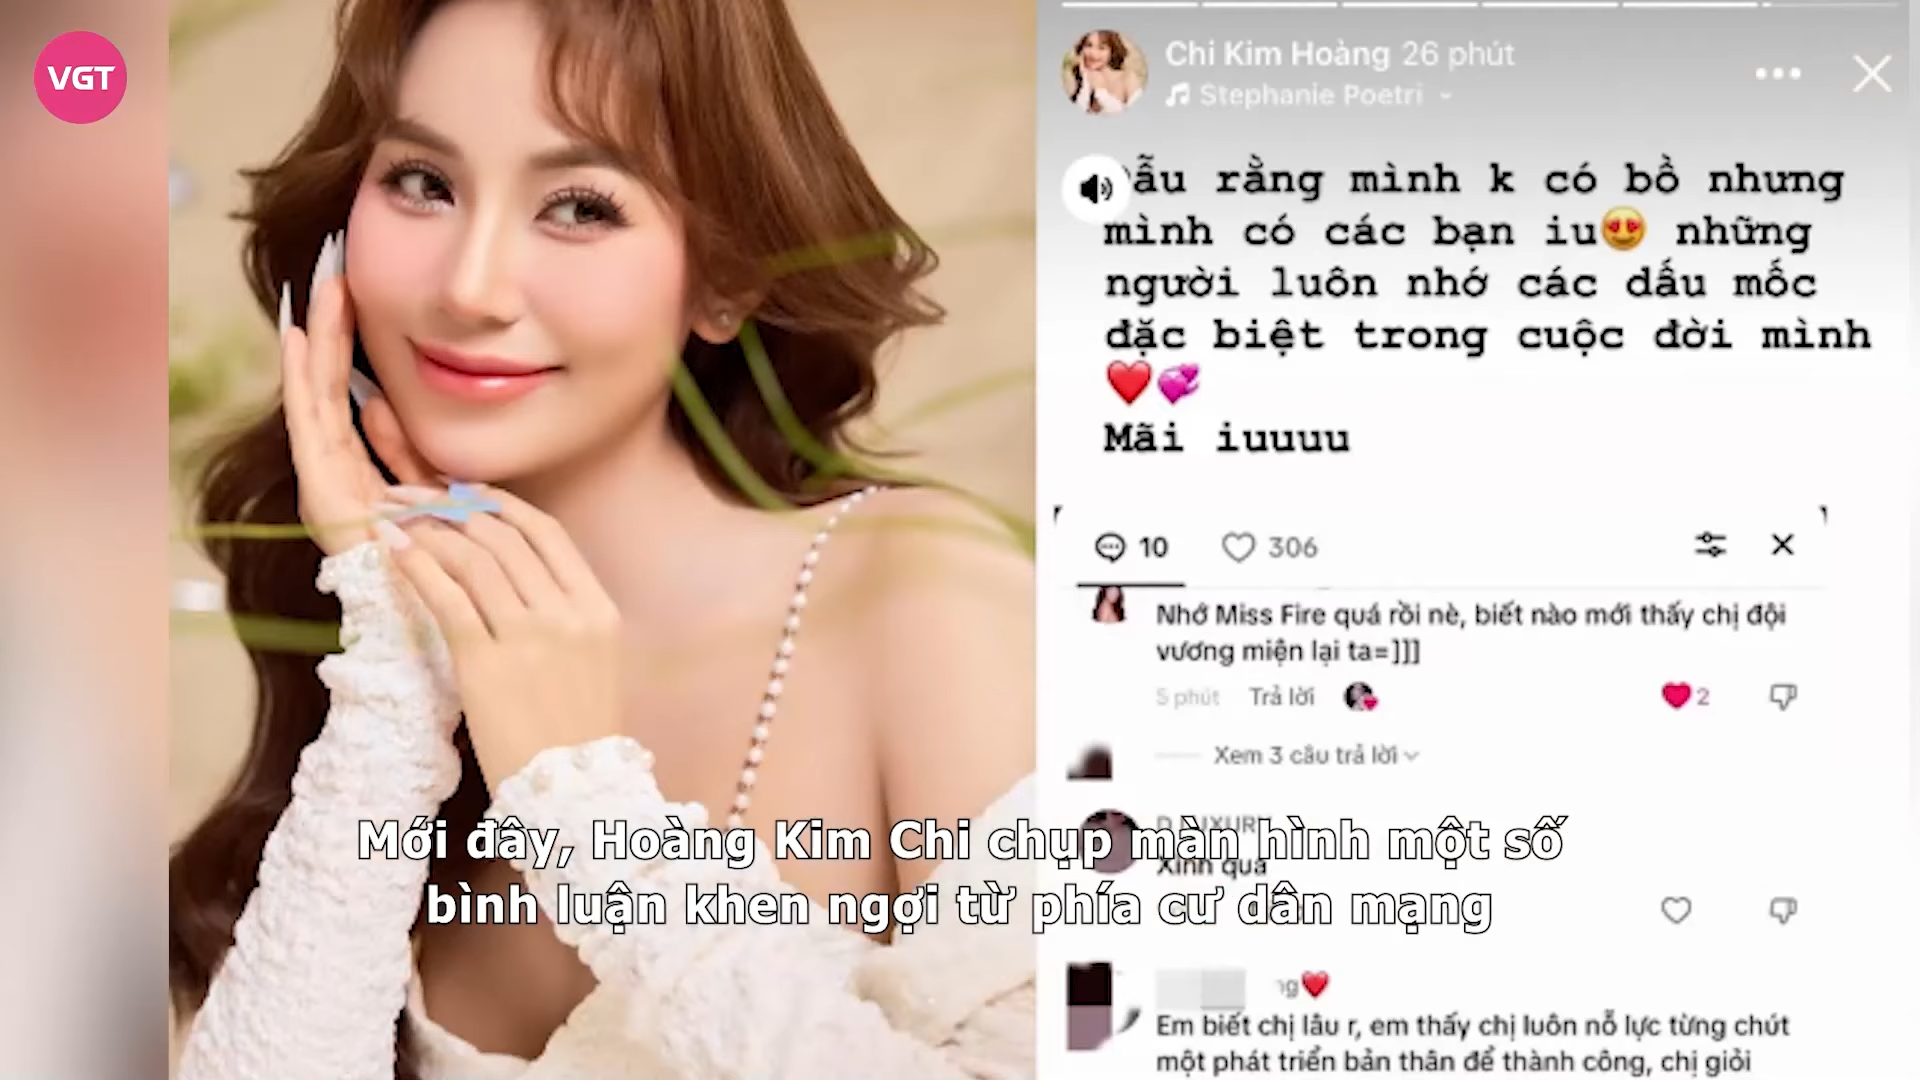 VGT
Chi Kim Hoàng 26 phút
Stephanie Poetri
rằng mình k có bồ nhưng
mình có các bạn iu😍 những
người luôn nhớ các dấu mốc
đặc biệt trong cuộc đời mình
❤️💞
Mãi iuuuu
10 306
Nhớ Miss Fire quá rồi nè, biết nào mới thấy chị đội
vương miện lại ta=]]]
5 phút Trả lời 2
Xem 3 câu trả lời
Xinh quá
Mới đây, Hoàng Kim Chi chụp màn hình một số
bình luận khen ngợi từ phía cư dân mạng
❤️
Em biết chị lâu r, em thấy chị luôn nỗ lực từng chút
một phát triển bản thân để thành công, chị giỏi